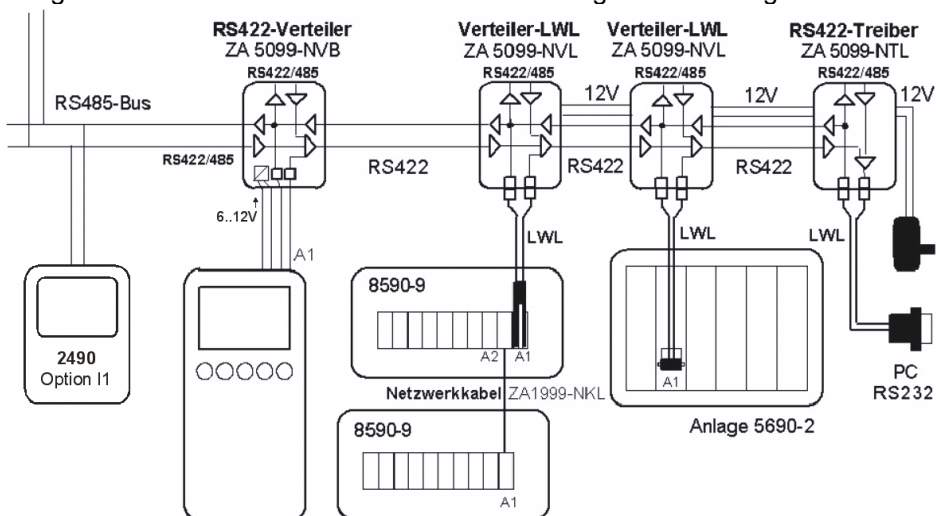 RS422-Verteiler
ZA 5099-NVB
RS422/485
Verteiler-LWL
ZA 5099-NVL
RS422/485
Verteiler-LWL
ZA 5099-NVL
RS422/485
RS422-Treiber
ZA 5099-NTL
RS422/485
12V
12V
12V
RS485-Bus
RS422/485
RS422
RS422
RS422
6..12V
A1
LWL
LWL
LWL
8590-9
A2
A1
2490
Option I1
Netzwerkkabel ZA1999-NKL
8590-9
A1
A1
Anlage 5690-2
PC
RS232